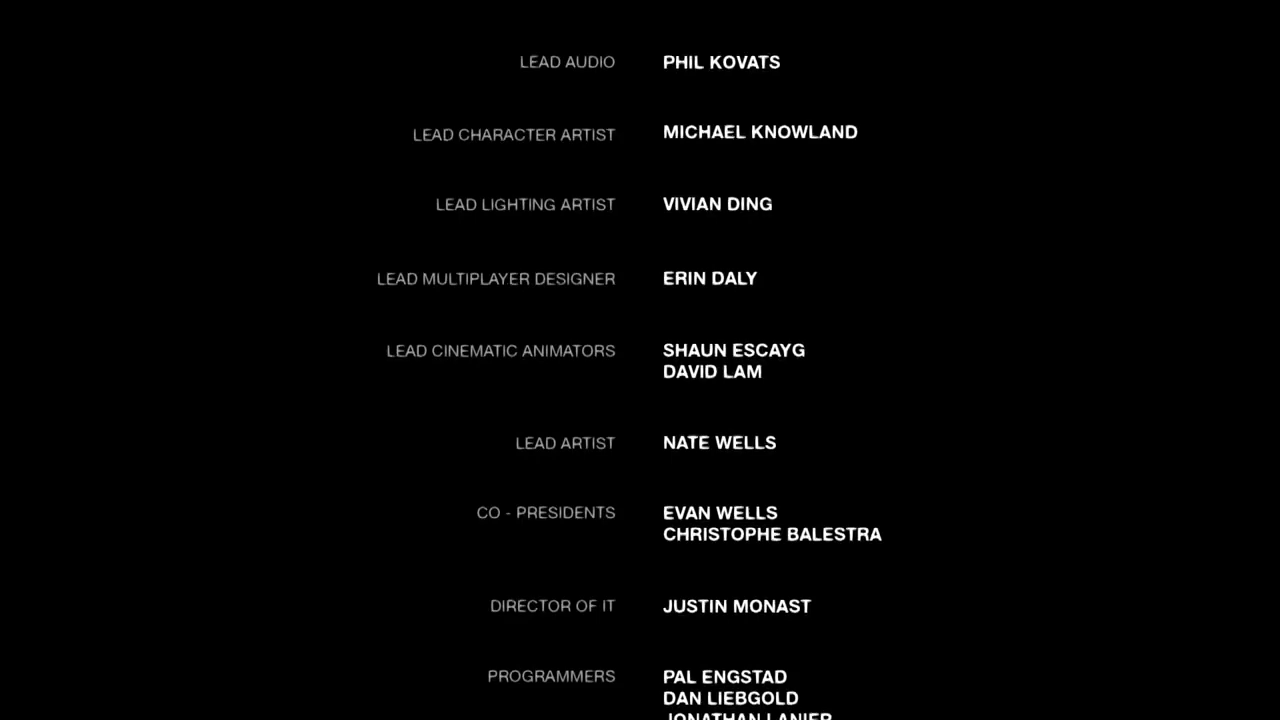 LEAD AUDIO PHIL KOVATS
LEAD CHARACTER ARTIST MICHAEL KNOWLAND
LEAD LIGHTING ARTIST VIVIAN DING
LEAD MULTIPLAYER DESIGNER ERIN DALY
LEAD CINEMATIC ANIMATORS SHAUN ESCAYG
DAVID LAM
LEAD ARTIST NATE WELLS
CO - PRESIDENTS EVAN WELLS
CHRISTOPHE BALESTRA
DIRECTOR OF IT JUSTIN MONAST
PROGRAMMERS PAL ENGSTAD
DAN LIEBGOLD
JONATHAN LANIER